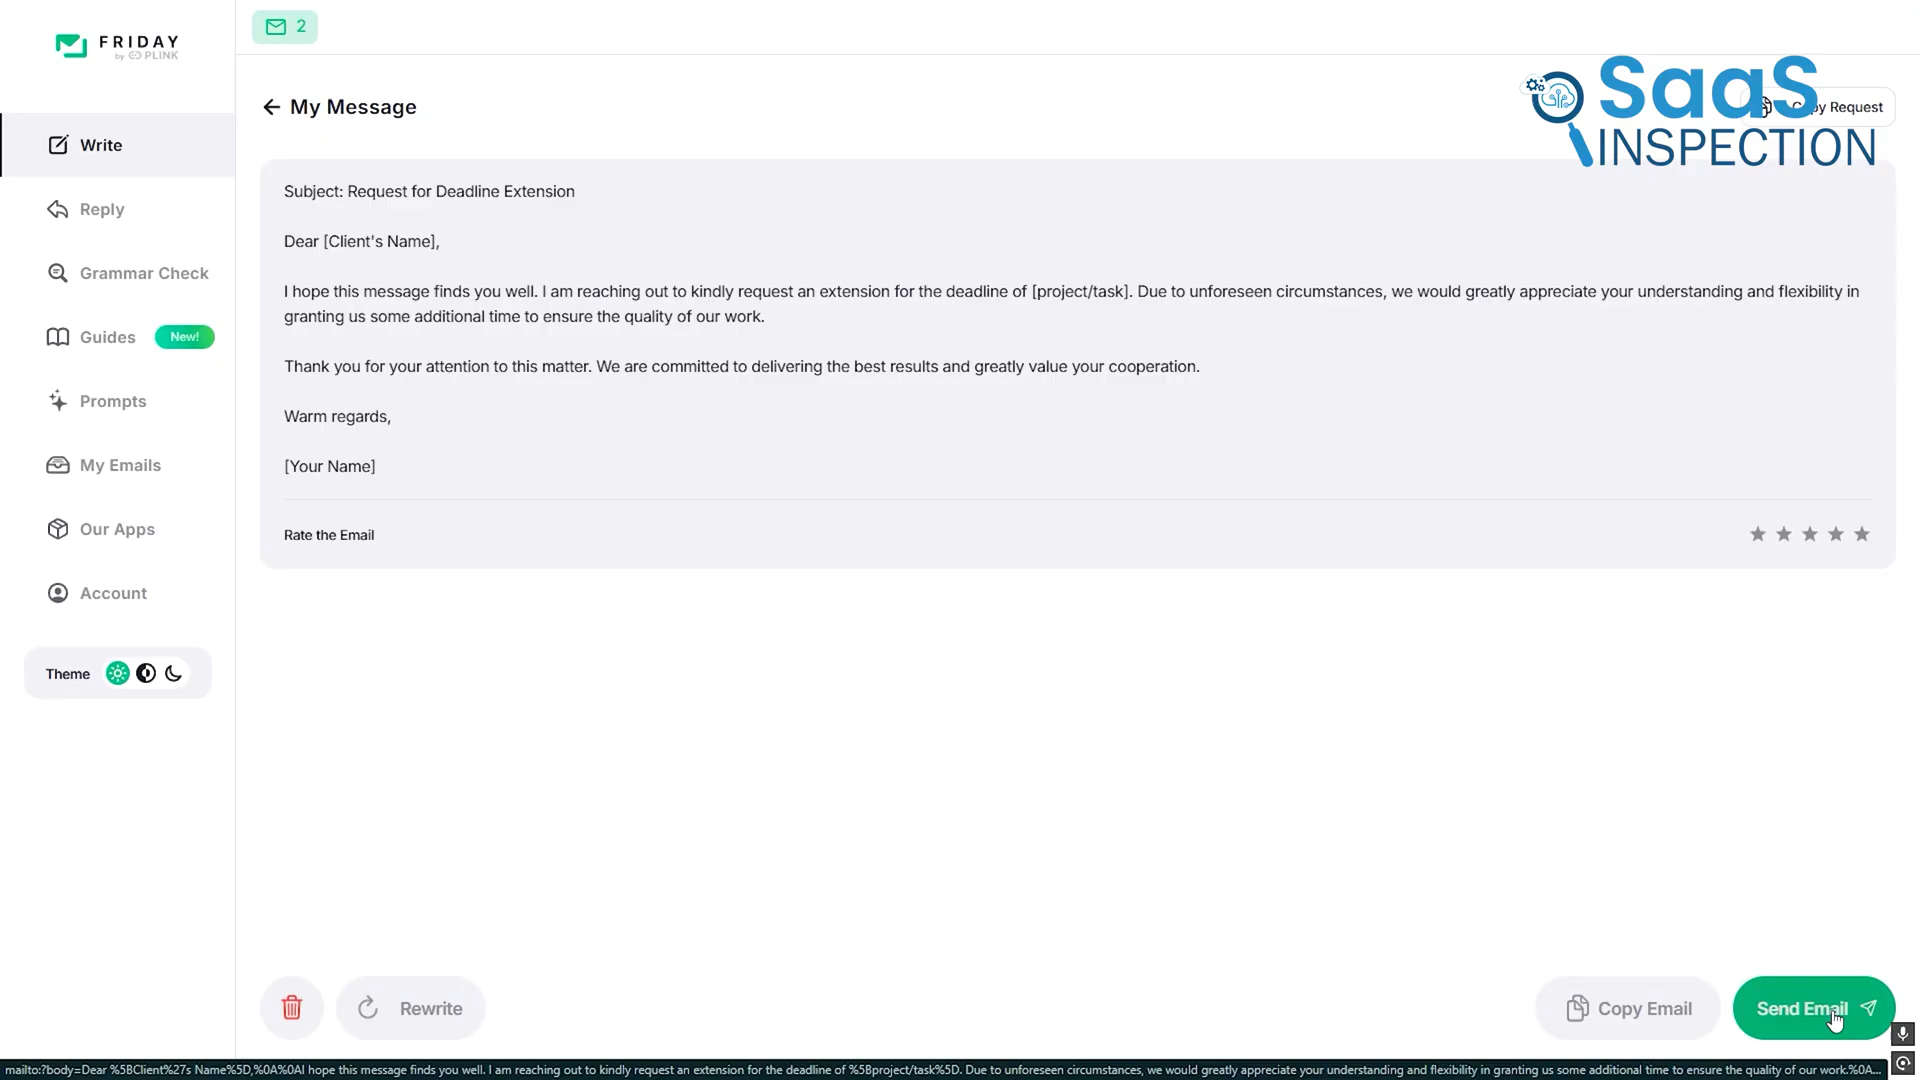 FRIDAY
by PLINK
2
My Message
SaaS
INSPECTION
Copy Request
Write
Reply
Grammar Check
Guides New!
Prompts
My Emails
Our Apps
Account
Theme
Subject: Request for Deadline Extension
Dear [Client's Name],
I hope this message finds you well. I am reaching out to kindly request an extension for the deadline of [project/task]. Due to unforeseen circumstances, we would greatly appreciate your understanding and flexibility in
granting us some additional time to ensure the quality of our work.
Thank you for your attention to this matter. We are committed to delivering the best results and greatly value your cooperation.
Warm regards,
[Your Name]
Rate the Email
Rewrite
Copy Email
Send Email
mailto:?body=Dear %5BClient%27s Name%5D,%0A%0AI hope this message finds you well. I am reaching out to kindly request an extension for the deadline of %5Bproject/task%5D. Due to unforeseen circumstances, we would greatly appreciate your understanding and flexibility in granting us some additional time to ensure the quality of our work.%0A...